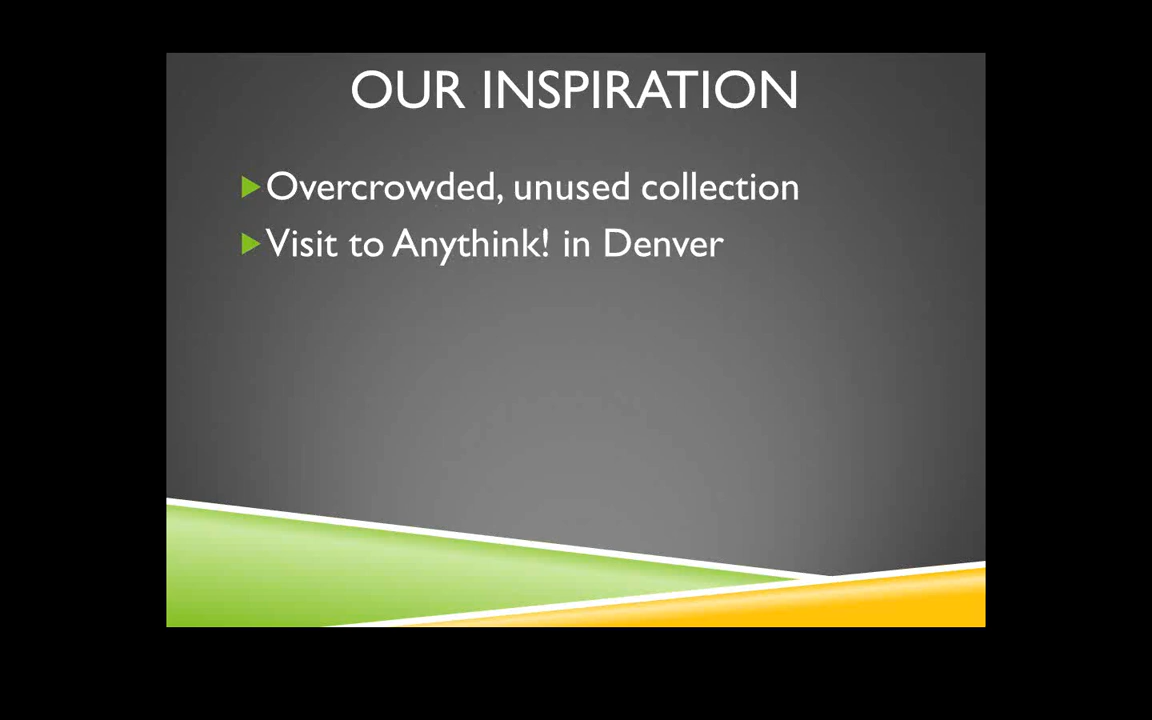 OUR INSPIRATION
Overcrowded, unused collection
Visit to Anythink! in Denver